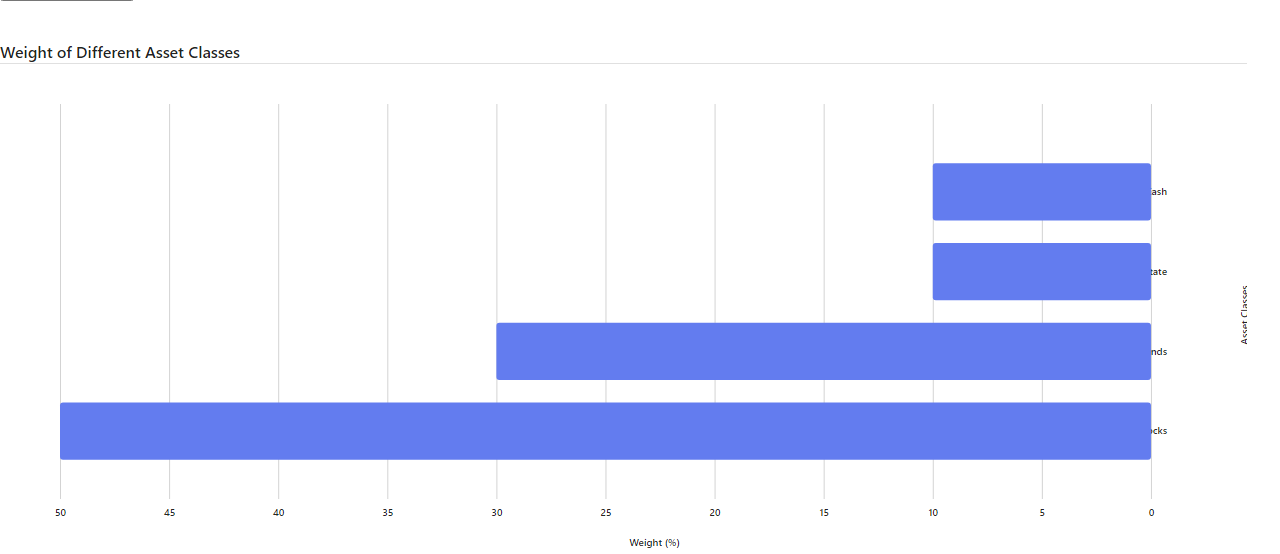 Weight of Different Asset Classes
ash
tate
nds
ocks
50 45 40 35 30 25 20 15 10 5 0
Weight (%)
Asset Classes